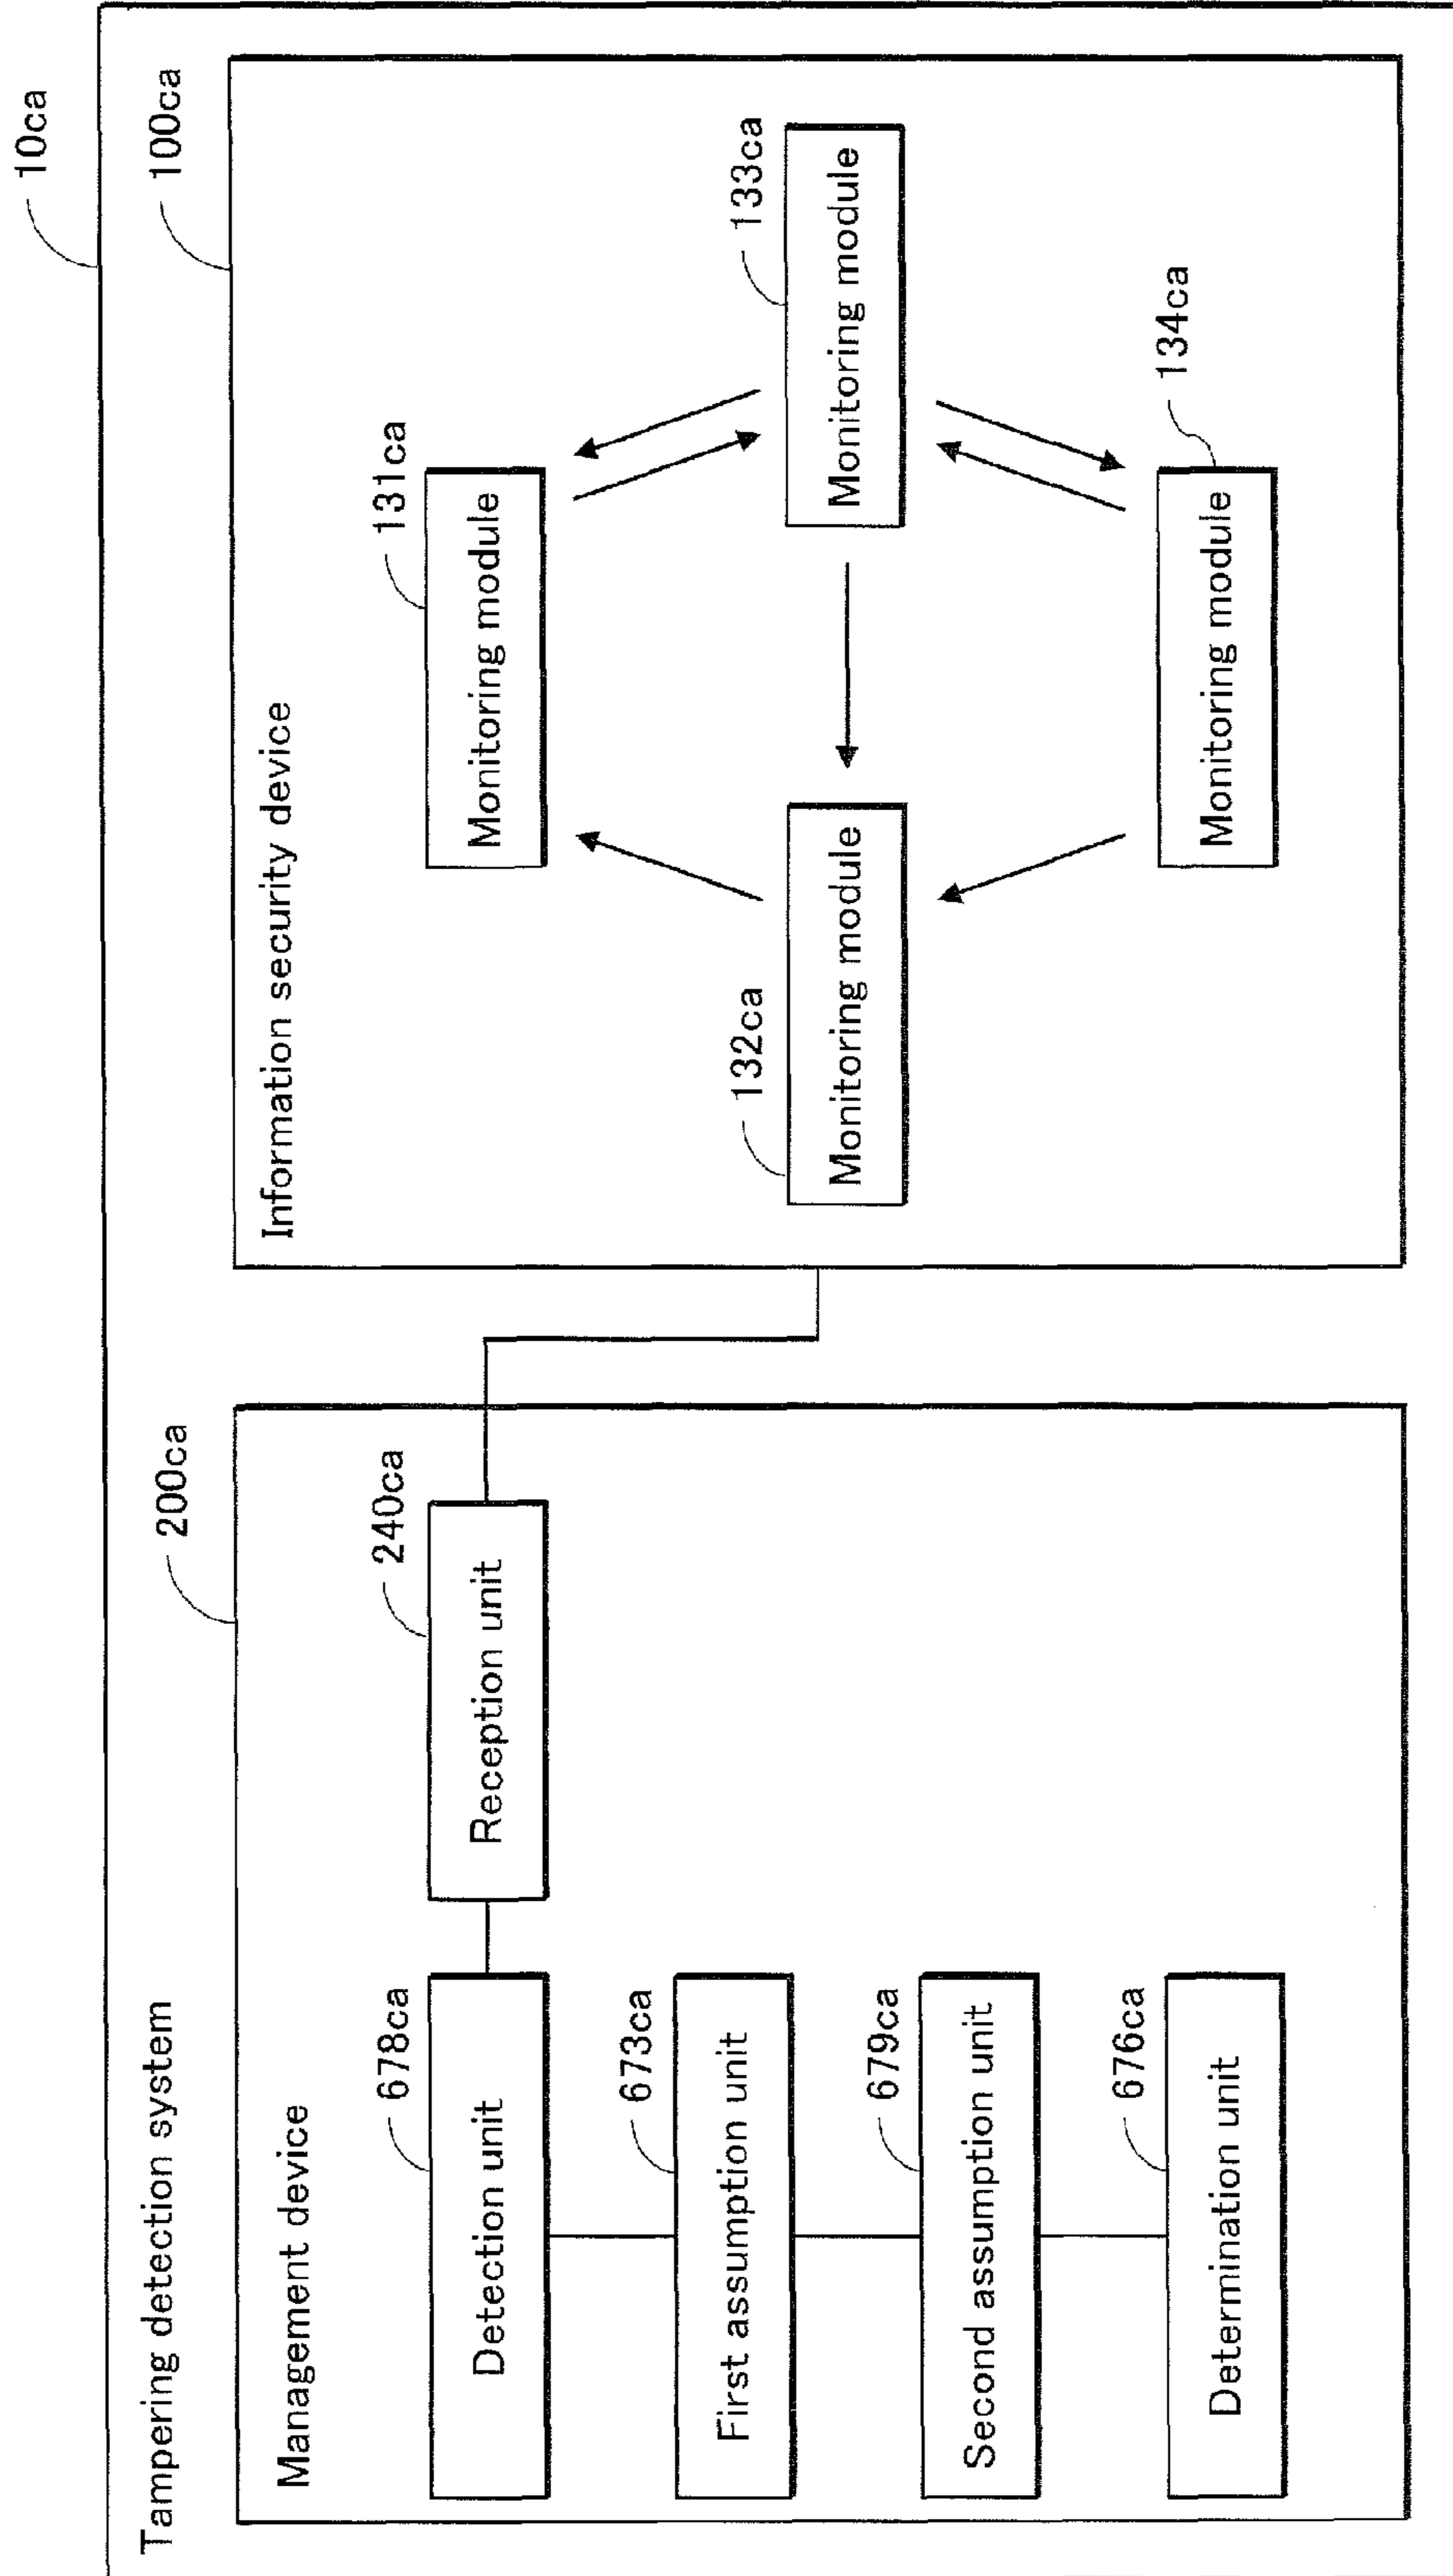 10ca
Tampering detection system
200ca
100ca
Management device
Information security device
678ca
Detection unit
240ca
Reception unit
131ca
Monitoring module
673ca
First assumption unit
132ca
Monitoring module
133ca
Monitoring module
679ca
Second assumption unit
676ca
Determination unit
134ca
Monitoring module